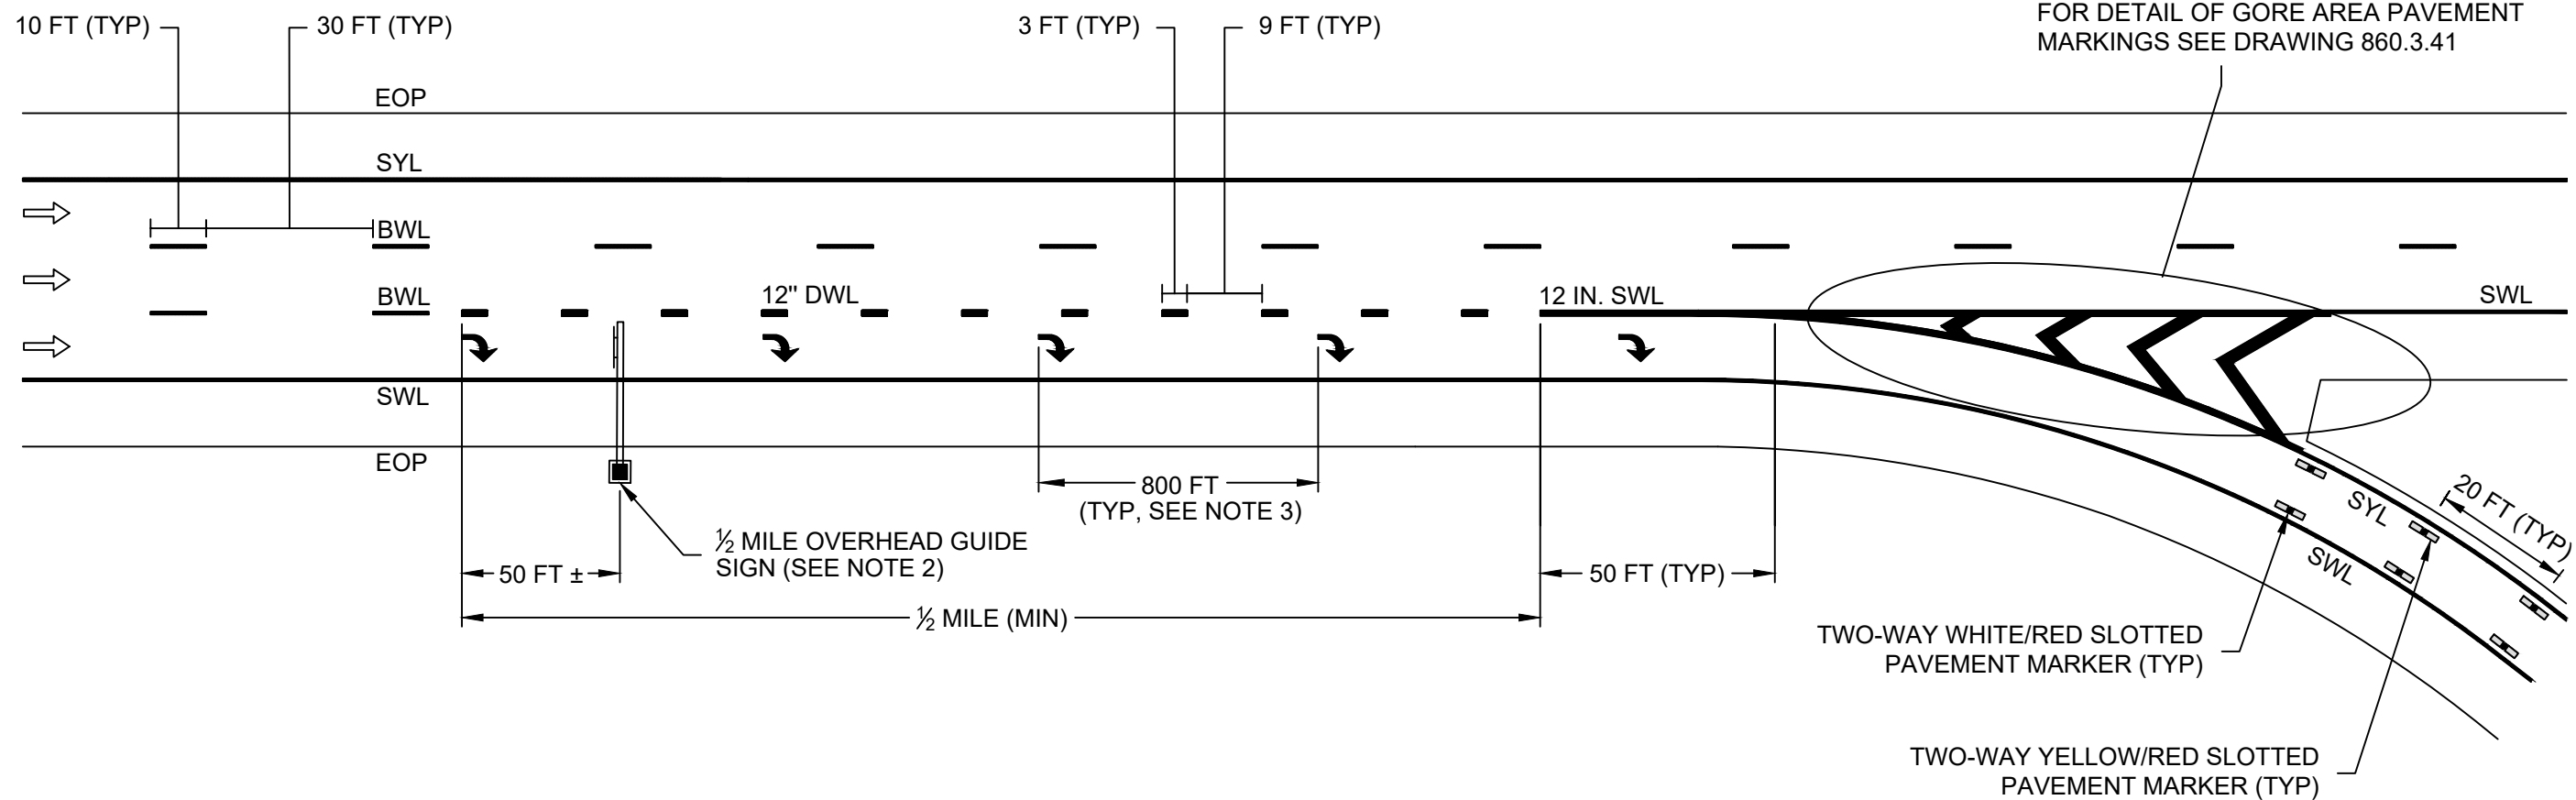 FOR DETAIL OF GORE AREA PAVEMENT
MARKINGS SEE DRAWING 860.3.41
10 FT (TYP)
30 FT (TYP)
3 FT (TYP)
9 FT (TYP)
EOP
SYL
BWL
BWL
12" DWL
12 IN. SWL
SWL
SWL
EOP
800 FT
(TYP, SEE NOTE 3)
½ MILE OVERHEAD GUIDE
SIGN (SEE NOTE 2)
50 FT ±
50 FT (TYP)
½ MILE (MIN)
SYL
20 FT (TYP)
SWL
TWO-WAY WHITE/RED SLOTTED
PAVEMENT MARKER (TYP)
TWO-WAY YELLOW/RED SLOTTED
PAVEMENT MARKER (TYP)